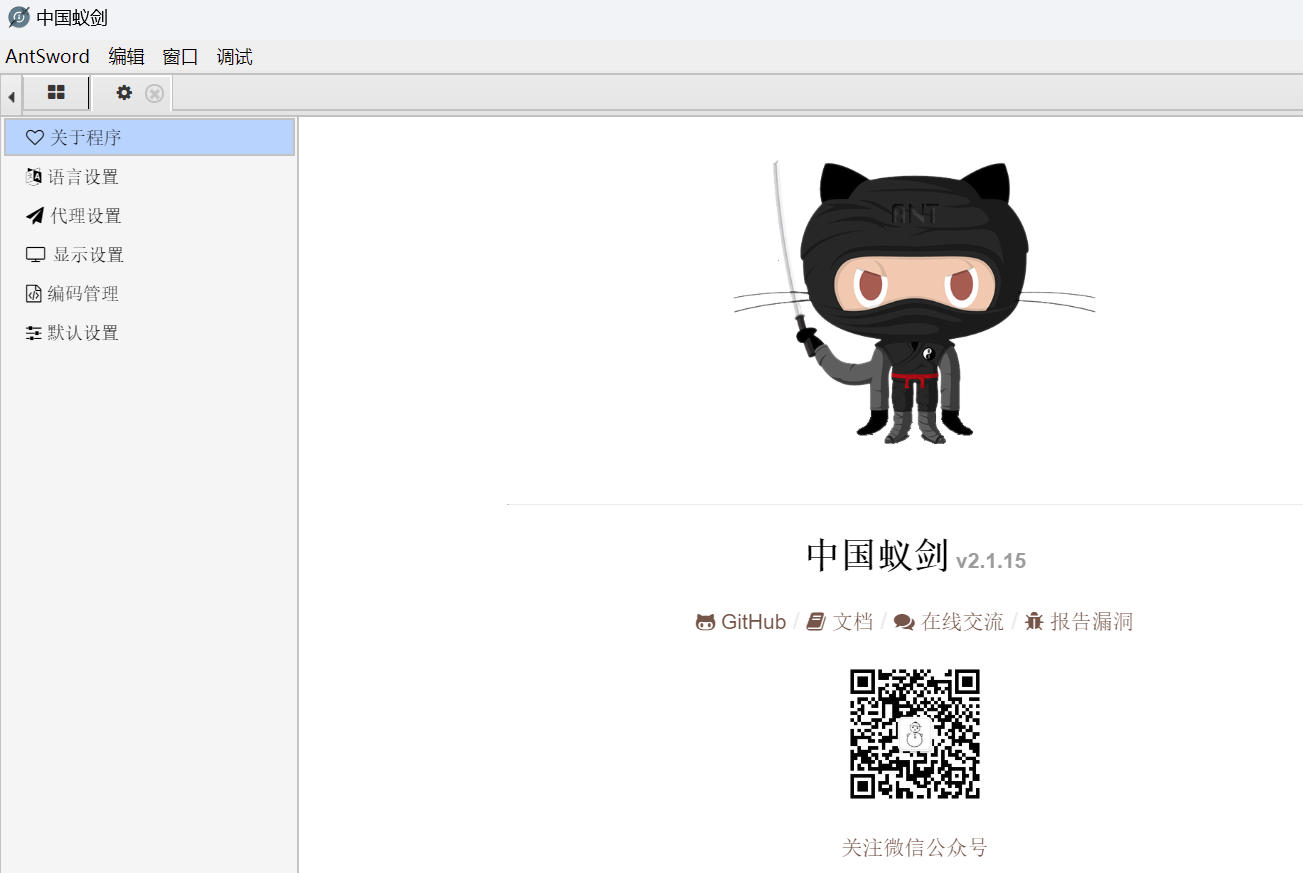 中国蚁剑
AntSword 编辑 窗口 调试
关于程序
语言设置
代理设置
显示设置
编码管理
默认设置
ANT
中国蚁剑 v2.1.15
GitHub / 文档 / 在线交流 / 报告漏洞
关注微信公众号